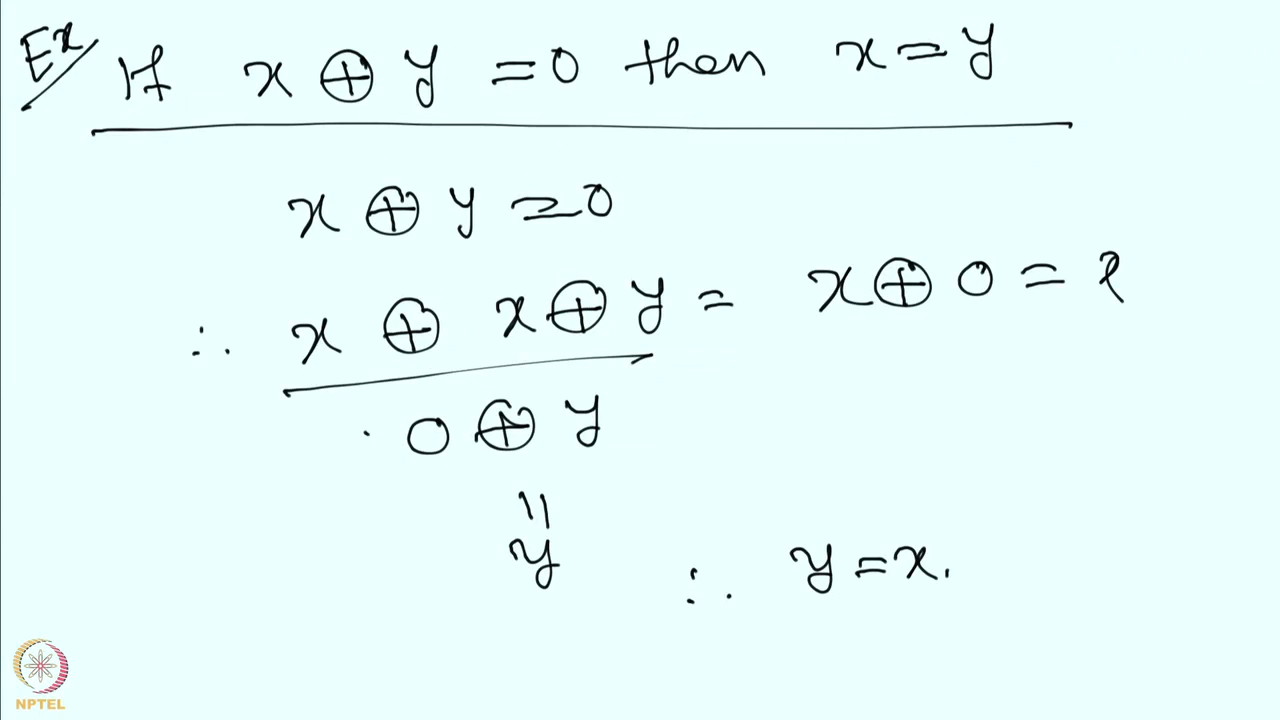 Ex If x ⊕ y = 0 then x = y
x ⊕ y = 0
∴ x ⊕ x ⊕ y = x ⊕ 0 =
0 ⊕ y
=
y ∴ y = x.
NPTEL